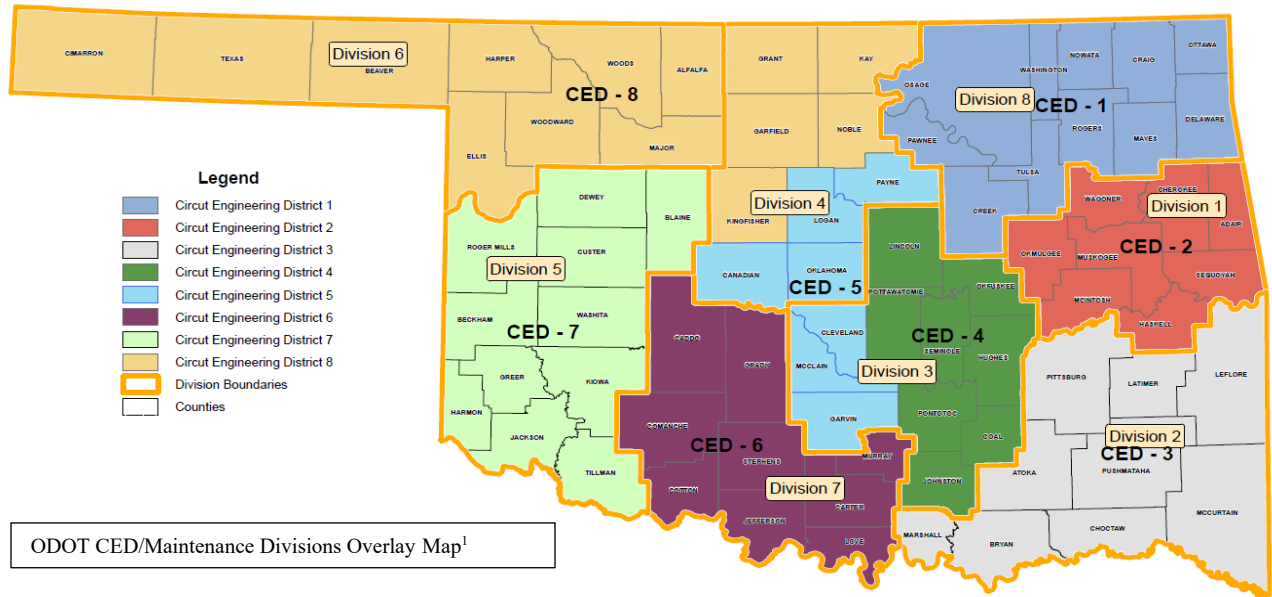 CIMARRON
TEXAS
Division 6
BEAVER
HARPER
WOODS
ALFALFA
CED - 8
WOODWARD
ELLIS
MAJOR
GRANT
KAY
GARFIELD
NOBLE
KINGFISHER
Division 4
OSAGE
WASHINGTON
NOWATA
CRAIG
OTTAWA
Division 8
CED - 1
PAWNEE
ROGERS
MAYES
DELAWARE
TULSA
CREEK
PAYNE
LOGAN
CANADIAN
OKLAHOMA
CED - 5
CLEVELAND
MCCLAIN
GARVIN
WAGONER
CHEROKEE
Division 1
ADAIR
OKMULGEE
MUSKOGEE
CED - 2
SEQUOYAH
MCINTOSH
HASKELL
Legend
Circut Engineering District 1
Circut Engineering District 2
Circut Engineering District 3
Circut Engineering District 4
Circut Engineering District 5
Circut Engineering District 6
Circut Engineering District 7
Circut Engineering District 8
Division Boundaries
Counties
DEWEY
BLAINE
ROGER MILLS
CUSTER
Division 5
BECKHAM
WASHITA
CED - 7
GREER
KIOWA
HARMON
JACKSON
TILLMAN
LINCOLN
POTTAWATOMIE
OKFUSKEE
CED - 4
SEMINOLE
HUGHES
Division 3
PONTOTOC
COAL
JOHNSTON
CADDO
GRADY
COMANCHE
CED - 6
STEPHENS
MURRAY
COTTON
Division 7
JEFFERSON
CARTER
LOVE
PITTSBURG
LATIMER
LEFLORE
Division 2
CED - 3
ATOKA
PUSHMATAHA
MCCURTAIN
CHOCTAW
MARSHALL
BRYAN
ODOT CED/Maintenance Divisions Overlay Map¹